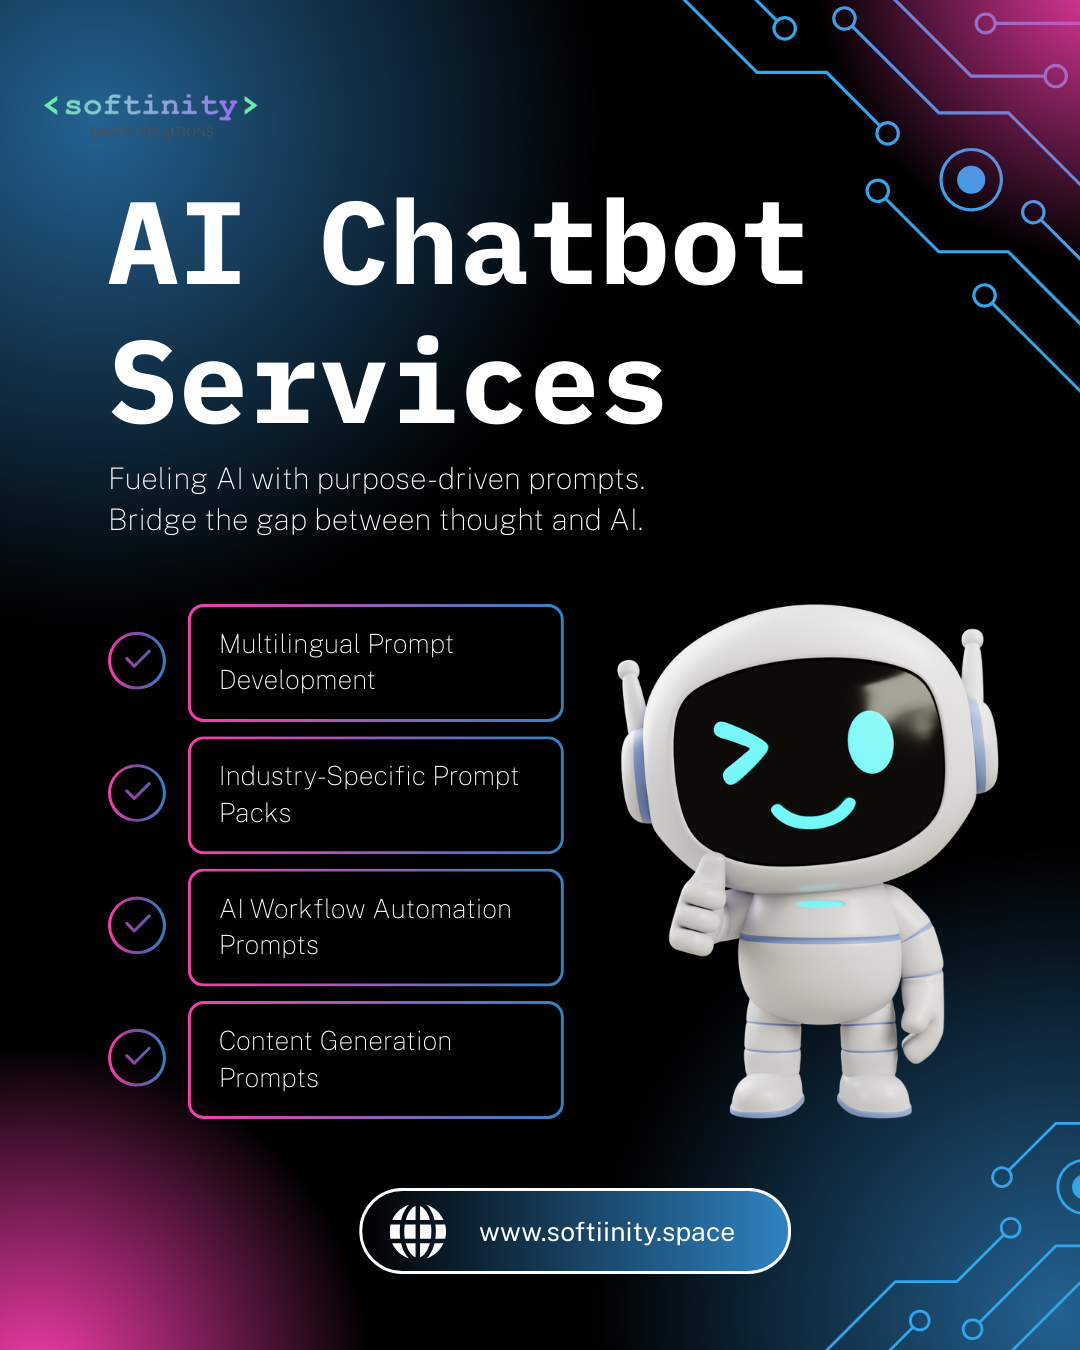 <softinity>
SMART SOLUTIONS
AI Chatbot
Services
Fueling AI with purpose-driven prompts.
Bridge the gap between thought and AI.
Multilingual Prompt
Development
Industry-Specific Prompt
Packs
AI Workflow Automation
Prompts
Content Generation
Prompts
www.softiinity.space